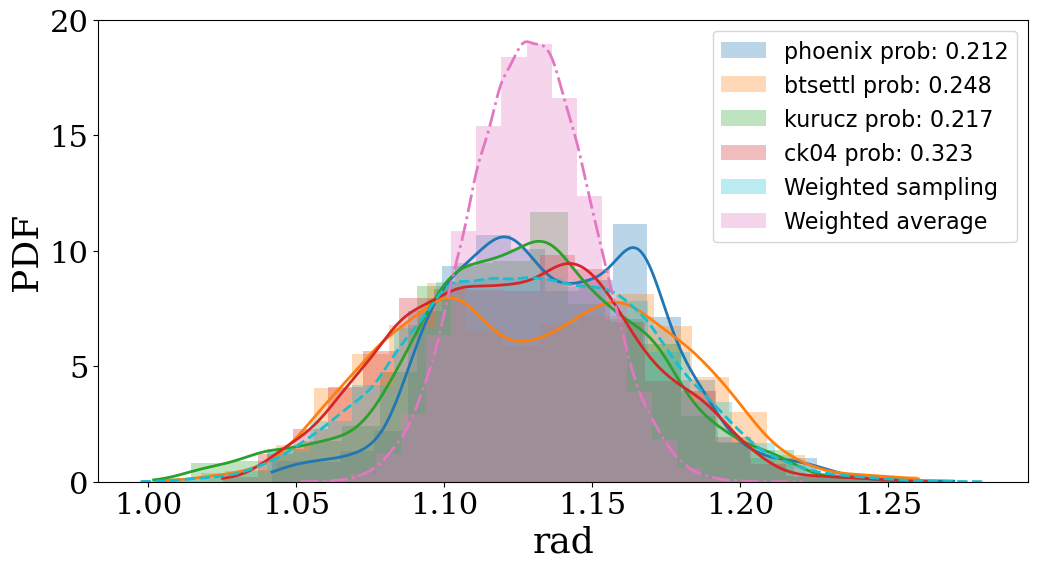 20
15
10
5
0
PDF
1.00 1.05 1.10 1.15 1.20 1.25
rad
phoenix prob: 0.212
btsettl prob: 0.248
kurucz prob: 0.217
ck04 prob: 0.323
Weighted sampling
Weighted average